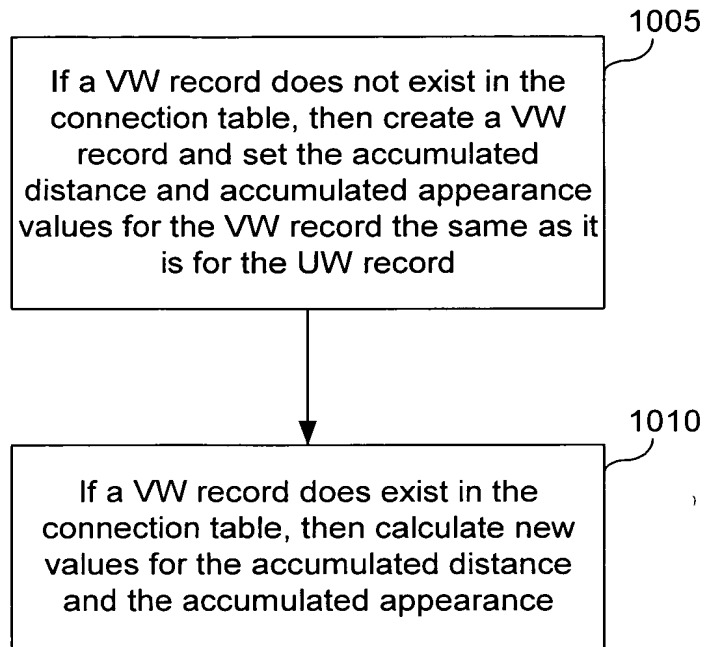 1005
If a VW record does not exist in the
connection table, then create a VW
record and set the accumulated
distance and accumulated appearance
values for the VW record the same as it
is for the UW record
1010
If a VW record does exist in the
connection table, then calculate new
values for the accumulated distance
and the accumulated appearance